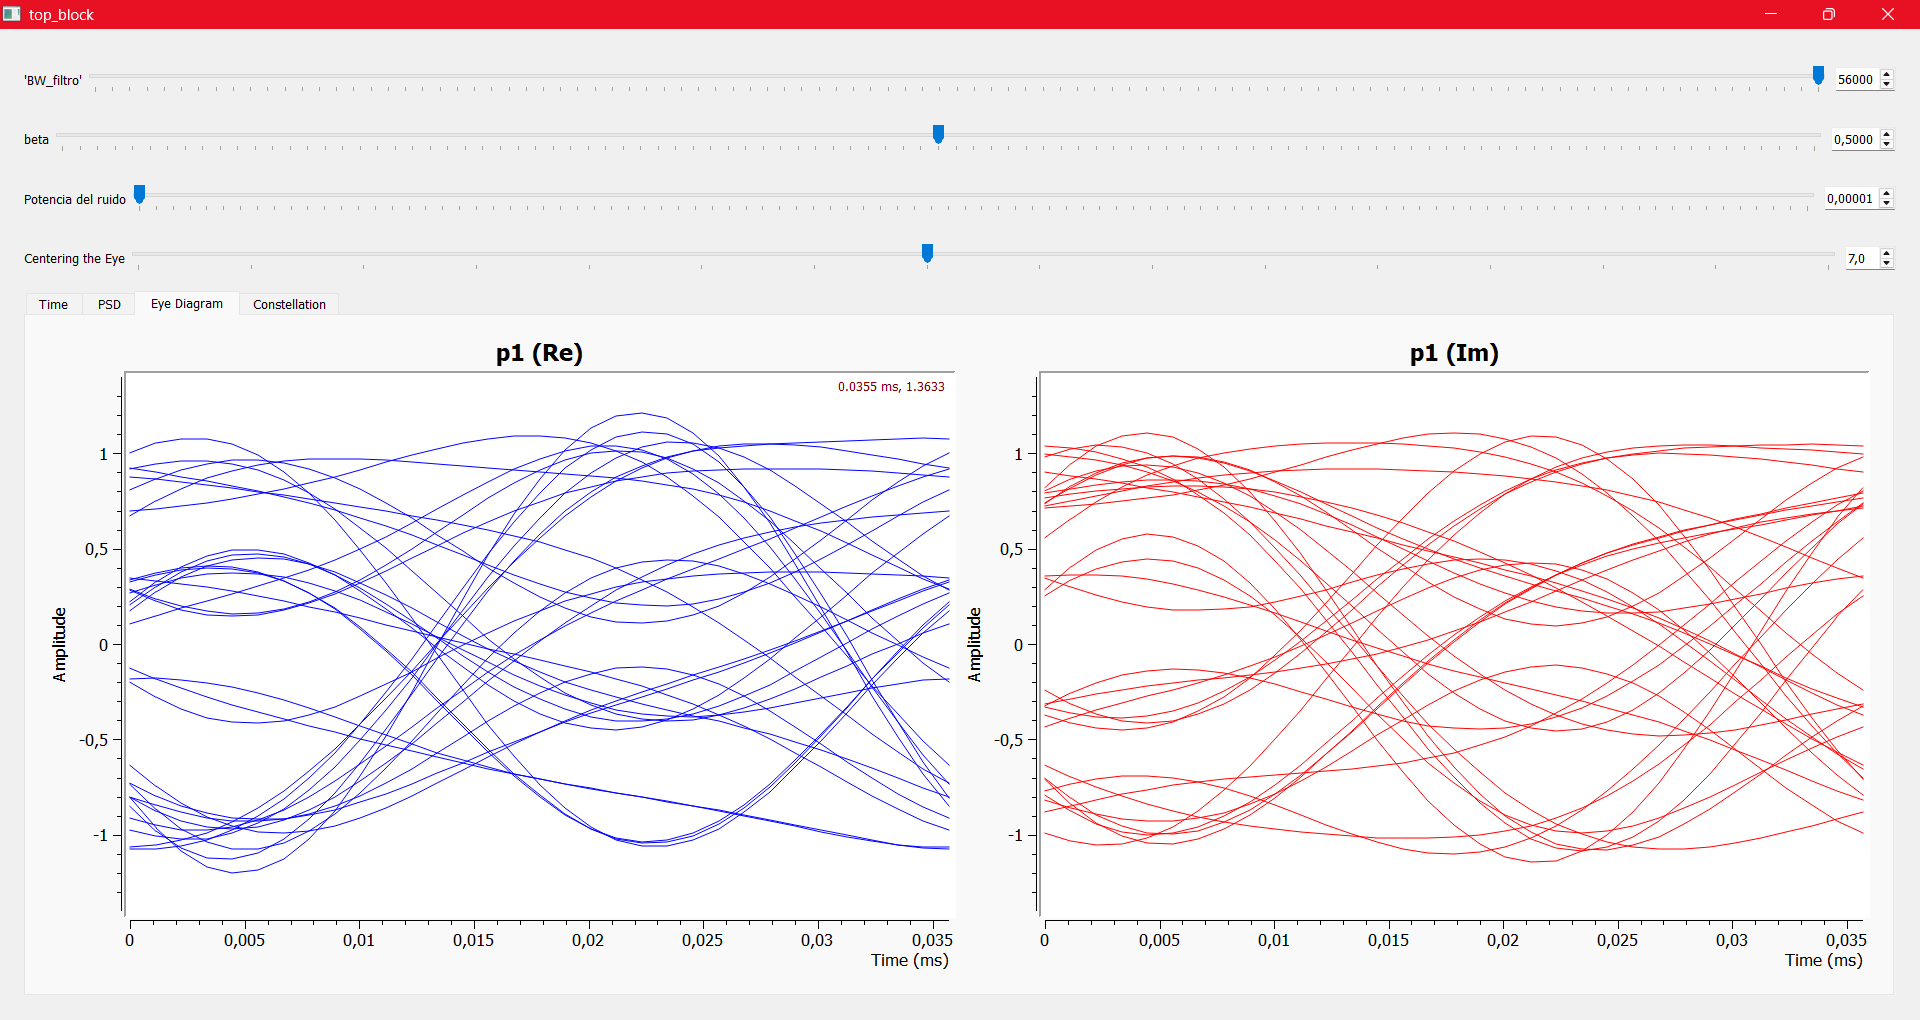 top_block
'BW_filtro' 56000
beta 0,5000
Potencia del ruido 0,00001
Centering the Eye 7,0
Time PSD Eye Diagram Constellation
p1 (Re)
0.0355 ms, 1.3633
Amplitude
1
0,5
0
-0,5
-1
0 0,005 0,01 0,015 0,02 0,025 0,03 0,035
Time (ms)
p1 (Im)
Amplitude
1
0,5
0
-0,5
-1
0 0,005 0,01 0,015 0,02 0,025 0,03 0,035
Time (ms)